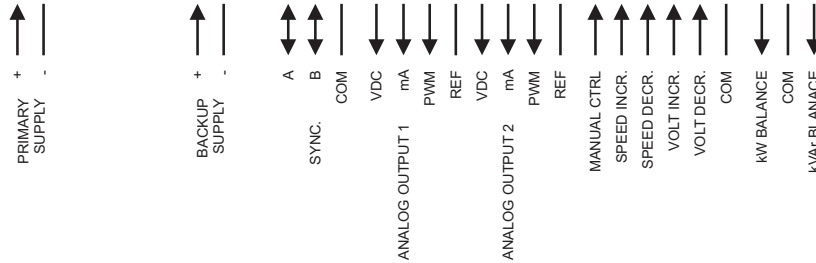 +
-
PRIMARY
SUPPLY
+
-
BACKUP
SUPPLY
A
B
COM
SYNC.
VDC
mA
PWM
REF
ANALOG OUTPUT 1
VDC
mA
PWM
REF
ANALOG OUTPUT 2
MANUAL CTRL
SPEED INCR.
SPEED DECR.
VOLT INCR.
VOLT DECR.
COM
kW BALANCE
COM
kVAr BLANACE